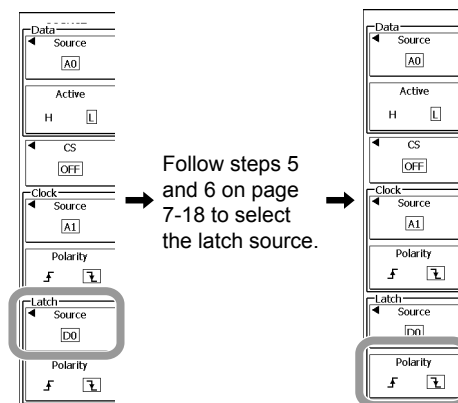 Data
Source
A0
Active
H L
CS
OFF
Clock
Source
A1
Polarity
Latch
Source
D0
Polarity
Follow steps 5
and 6 on page
7-18 to select
the latch source.
Data
Source
A0
Active
H L
CS
OFF
Clock
Source
A1
Polarity
Latch
Source
D0
Polarity